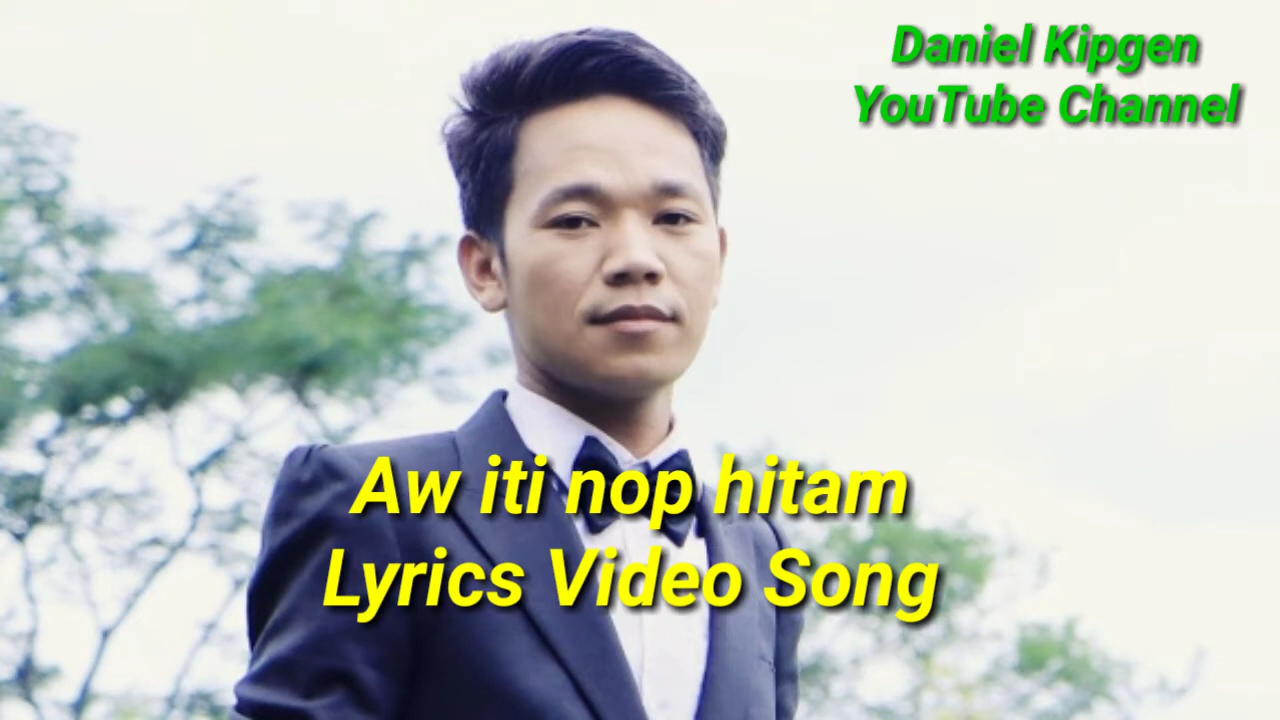 Daniel Kipgen
YouTube Channel
Aw iti nop hitam
Lyrics Video Song